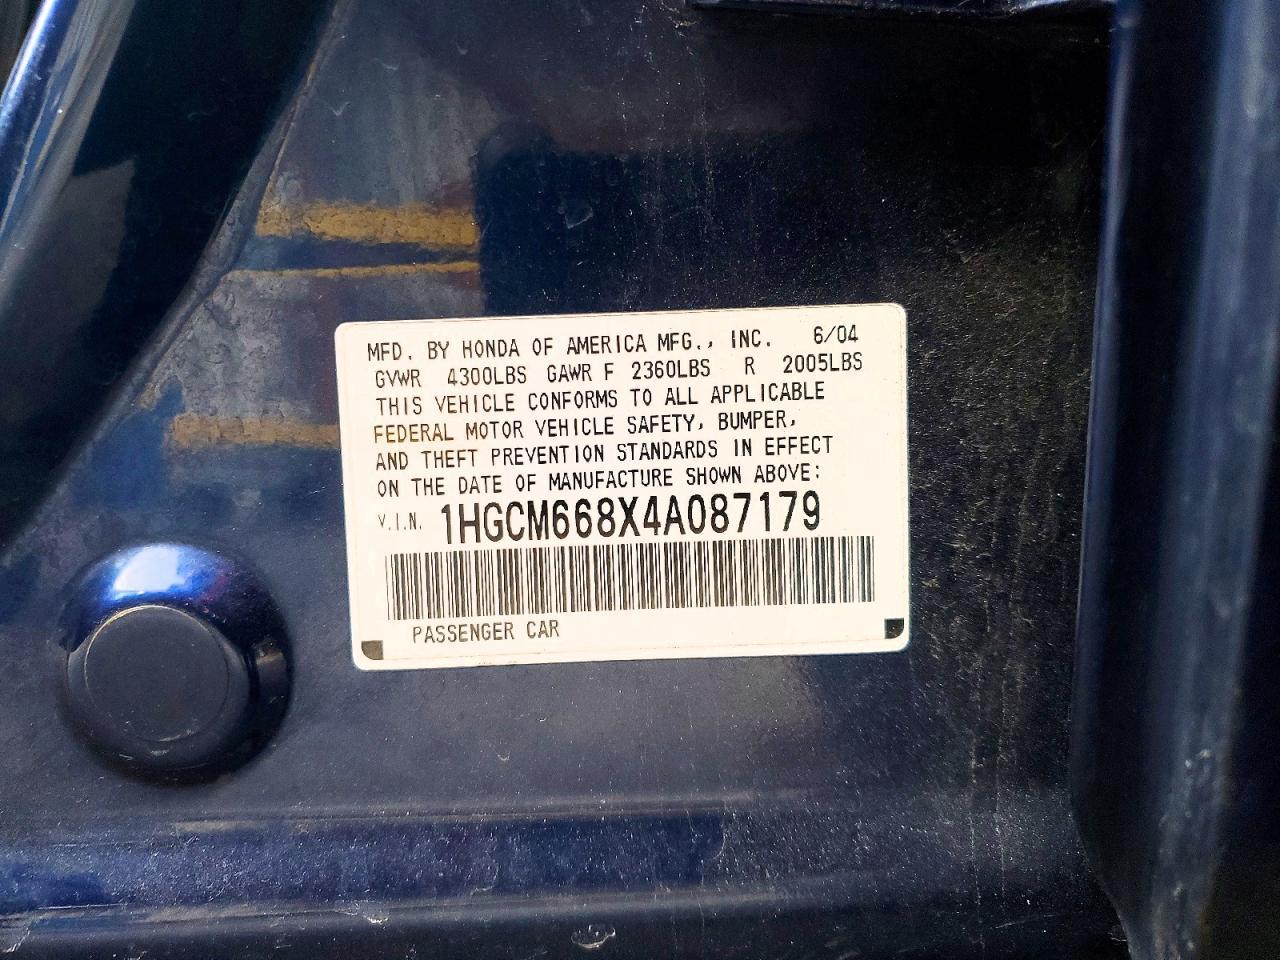 MFD. BY HONDA OF AMERICA MFG., INC. 6/04
GVWR 4300LBS GAWR F 2360LBS R 2005LBS
THIS VEHICLE CONFORMS TO ALL APPLICABLE
FEDERAL MOTOR VEHICLE SAFETY, BUMPER,
AND THEFT PREVENTION STANDARDS IN EFFECT
ON THE DATE OF MANUFACTURE SHOWN ABOVE:
V.I.N. 1HGCM668X4A087179
PASSENGER CAR